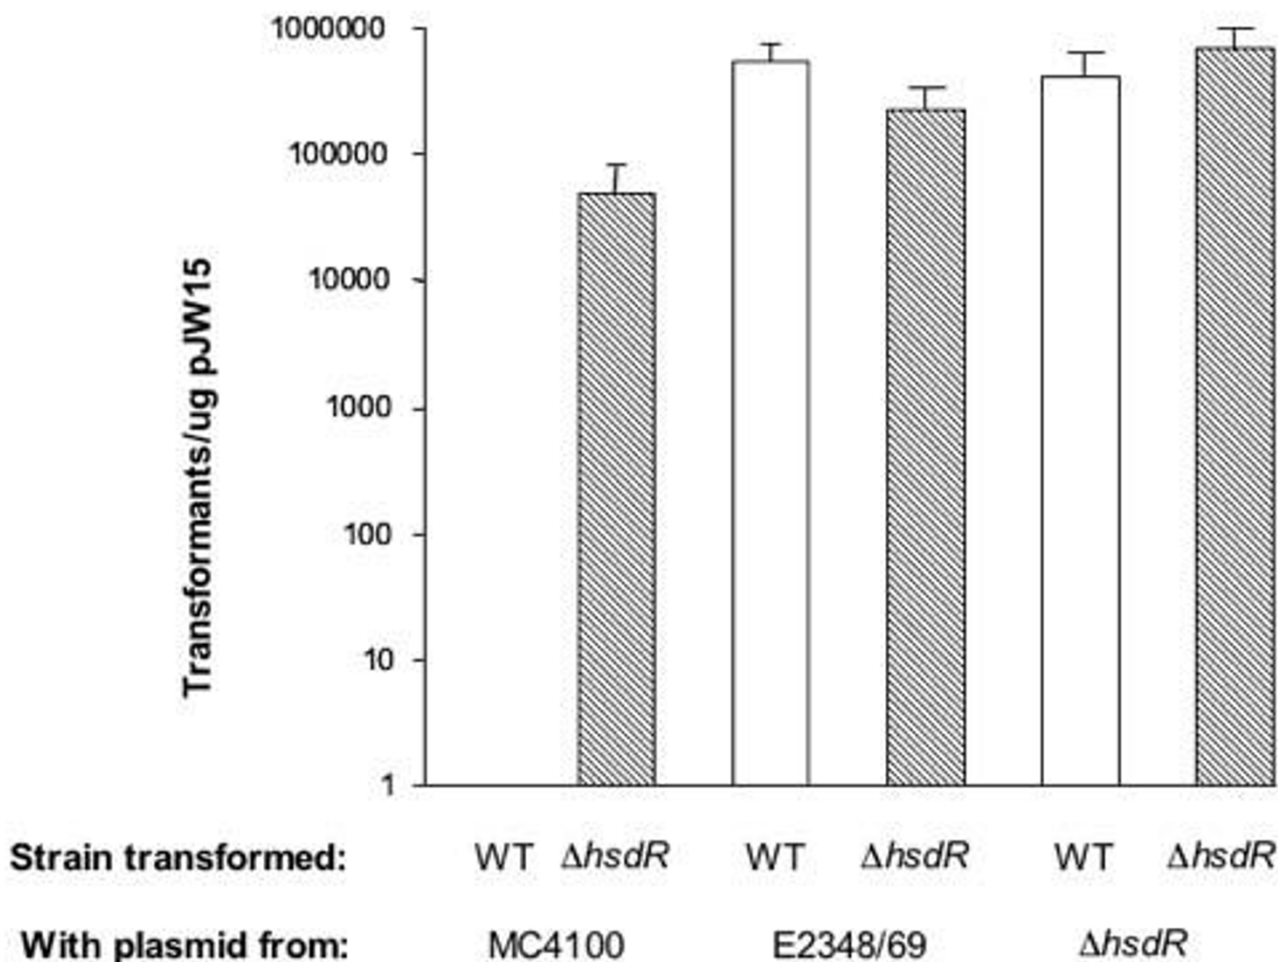 1000000
100000
10000
1000
100
10
1
Transformants/ug pJW15
Strain transformed: WT ΔhsdR WT ΔhsdR WT ΔhsdR
With plasmid from: MC4100 E2348/69 ΔhsdR